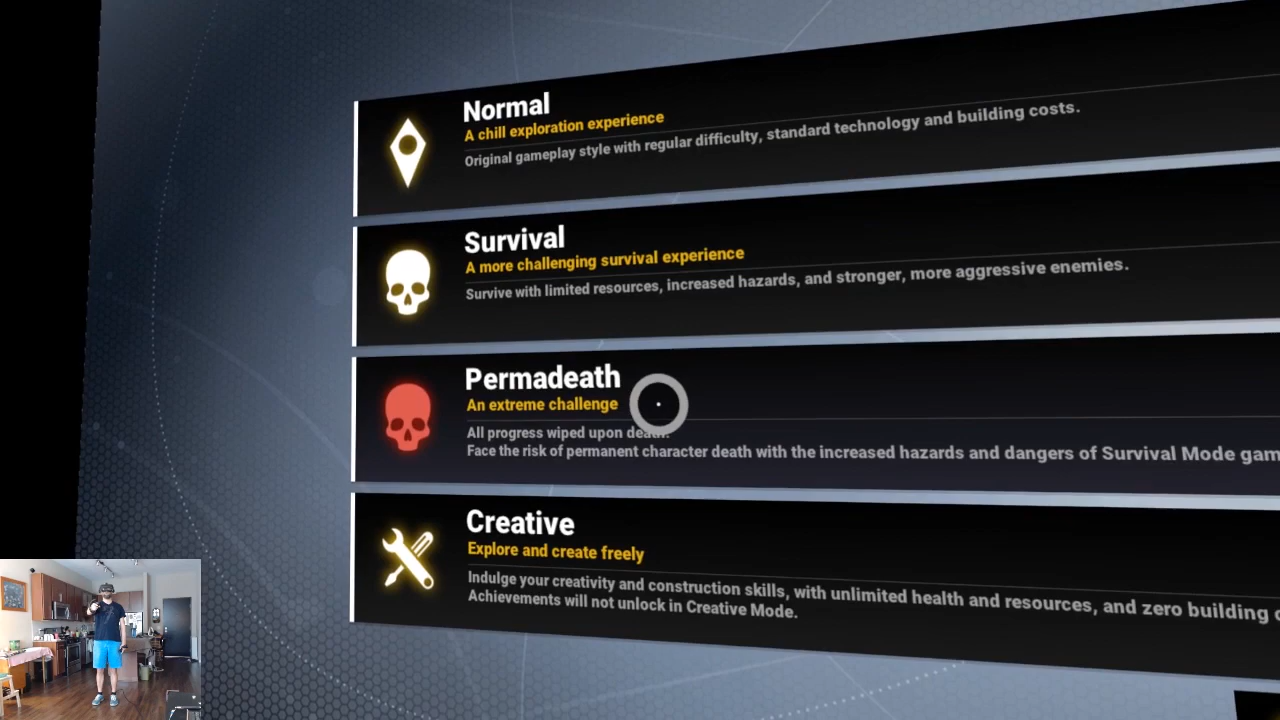 Normal
A chill exploration experience
Original gameplay style with regular difficulty, standard technology and building costs.
Survival
A more challenging survival experience
Survive with limited resources, increased hazards, and stronger, more aggressive enemies.
Permadeath
An extreme challenge
All progress wiped upon death.
Face the risk of permanent character death with the increased hazards and dangers of Survival Mode
Creative
Explore and create freely
Indulge your creativity and construction skills, with unlimited health and resources, and zero building
Achievements will not unlock in Creative Mode.